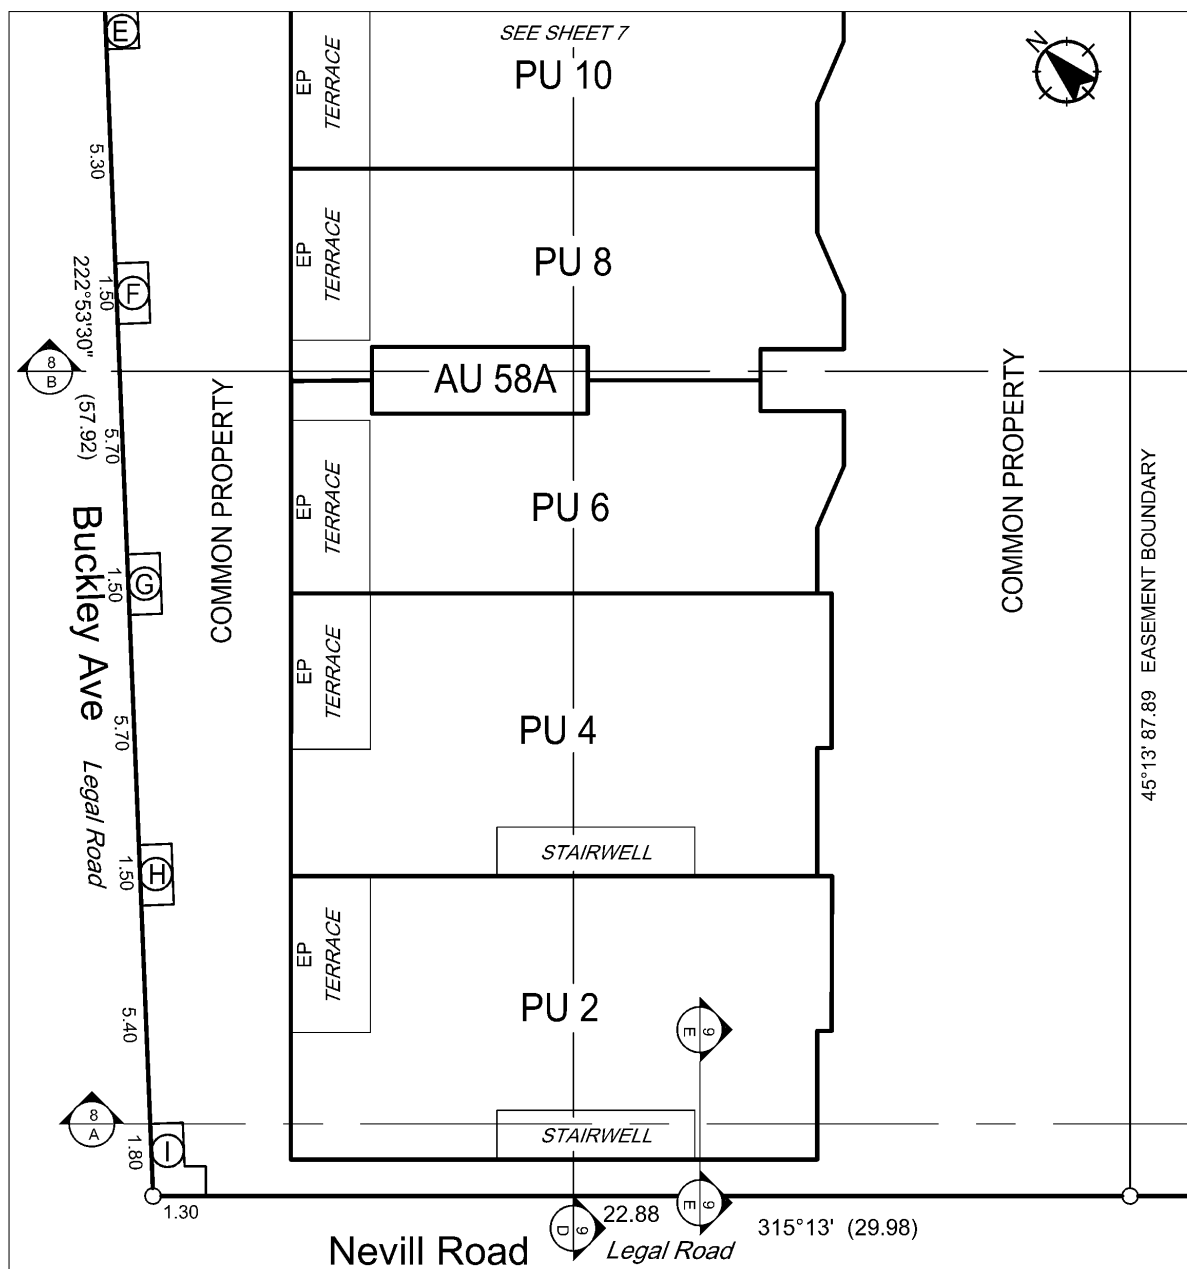 E
SEE SHEET 7
PU 10
N
EP
TERRACE
5.30
EP
TERRACE
PU 8
F
1.50
222°53'30"
(57.92)
8
B
AU 58A
5.70
COMMON PROPERTY
COMMON PROPERTY
EP
TERRACE
PU 6
45°13' 87.89 EASEMENT BOUNDARY
Buckley Ave
Legal Road
G
1.50
EP
TERRACE
5.70
PU 4
STAIRWELL
H
1.50
EP
TERRACE
PU 2
5.40
9
E
8
A
I
1.80
STAIRWELL
1.30
9
D
22.88
9
E
315°13' (29.98)
Nevill Road
Legal Road